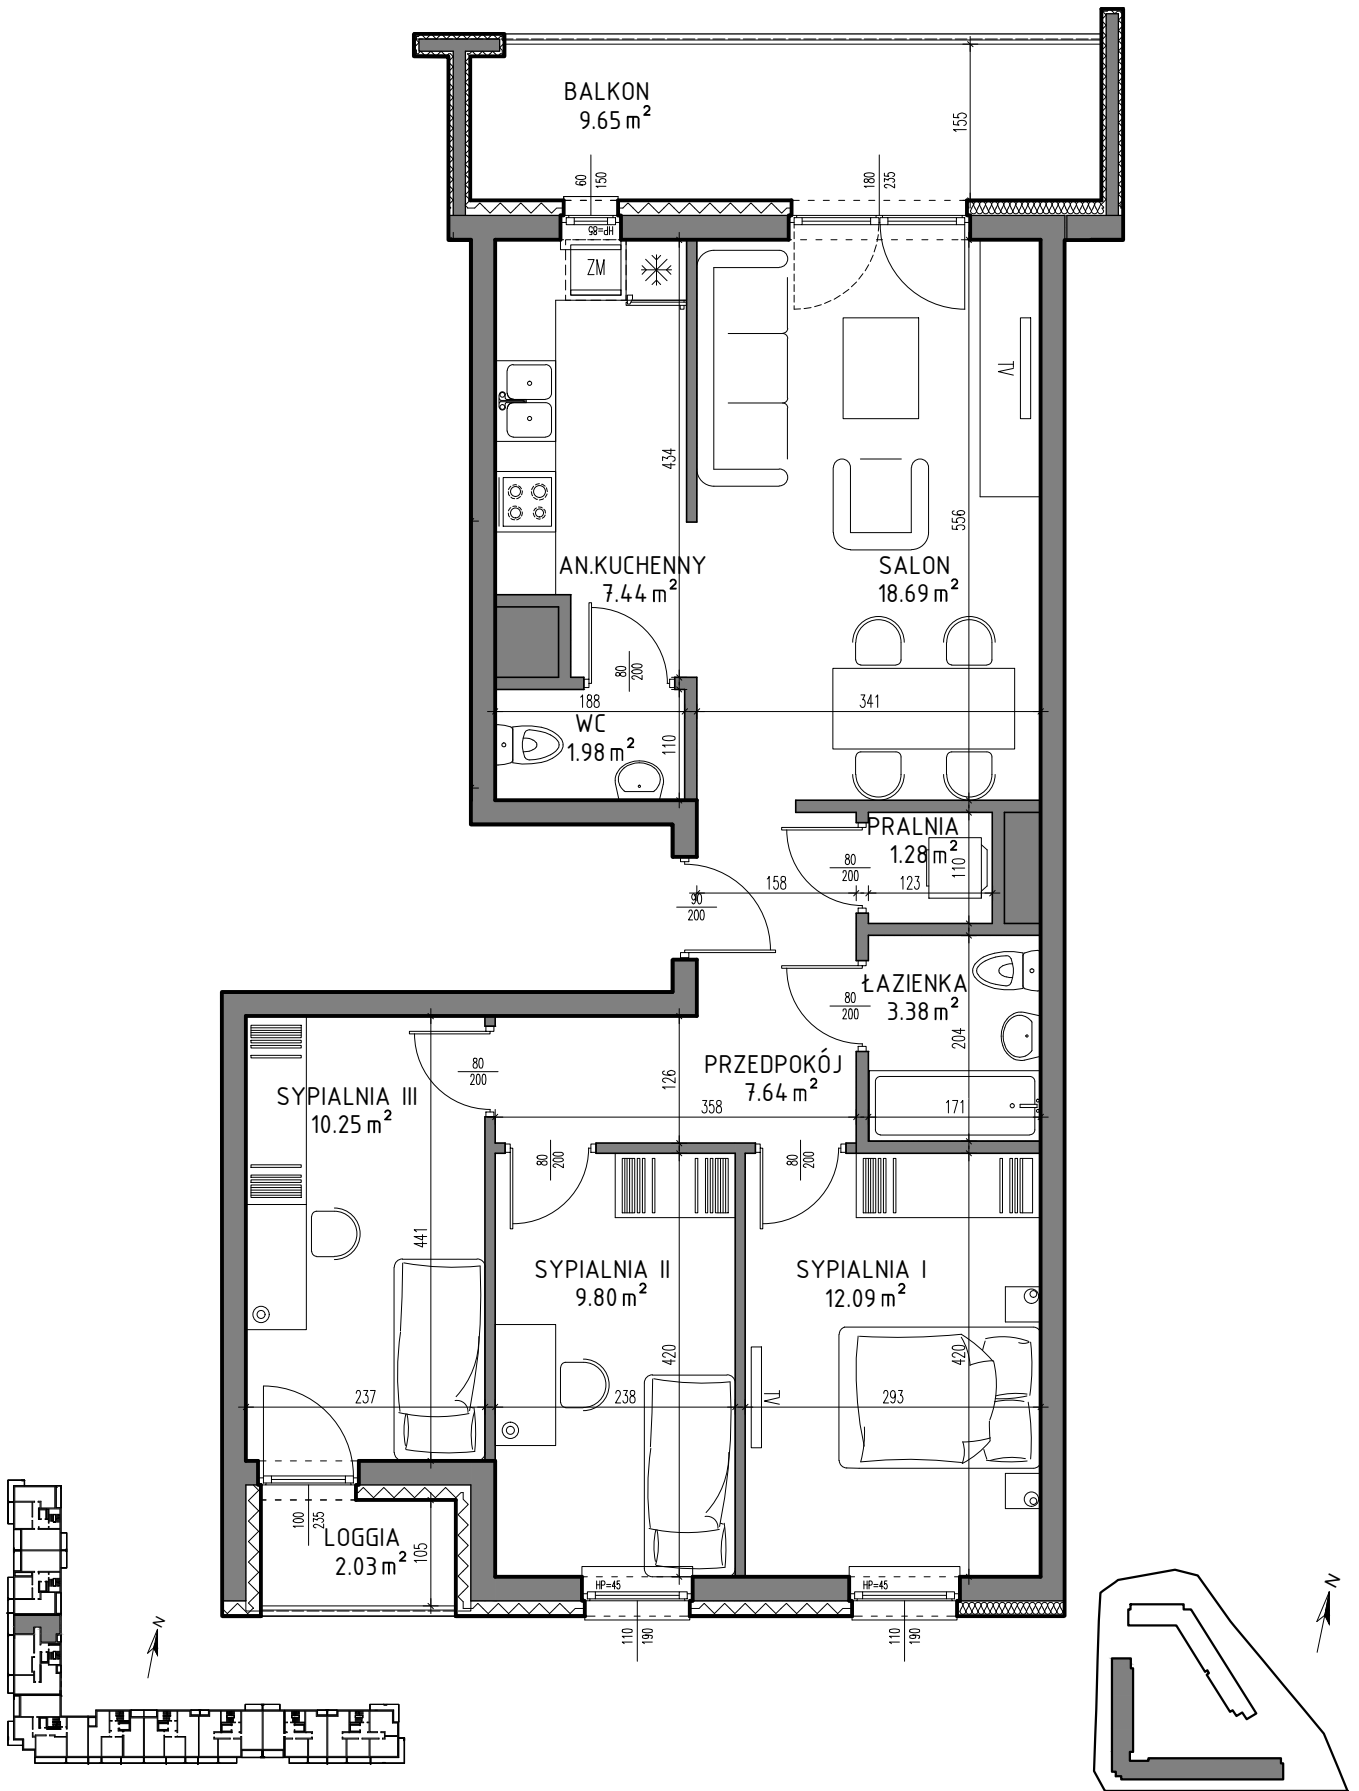 BALKON
9.65 m²
155
60
150
180
235
HP=85
ZM
TV
434
556
AN.KUCHENNY
7.44 m²
SALON
18.69 m²
80
200
188
341
WC
1.98 m²
110
PRALNIA
1.28 m²
110
80
200
158
123
90
200
ŁAZIENKA
3.38 m²
80
200
204
PRZEDPOKÓJ
7.64 m²
126
80
200
SYPIALNIA III
10.25 m²
358
171
80
200
80
200
441
SYPIALNIA II
9.80 m²
SYPIALNIA I
12.09 m²
420
420
TV
237
238
293
100
235
LOGGIA
2.03 m²
105
HP=45
HP=45
110
190
110
190
N
N